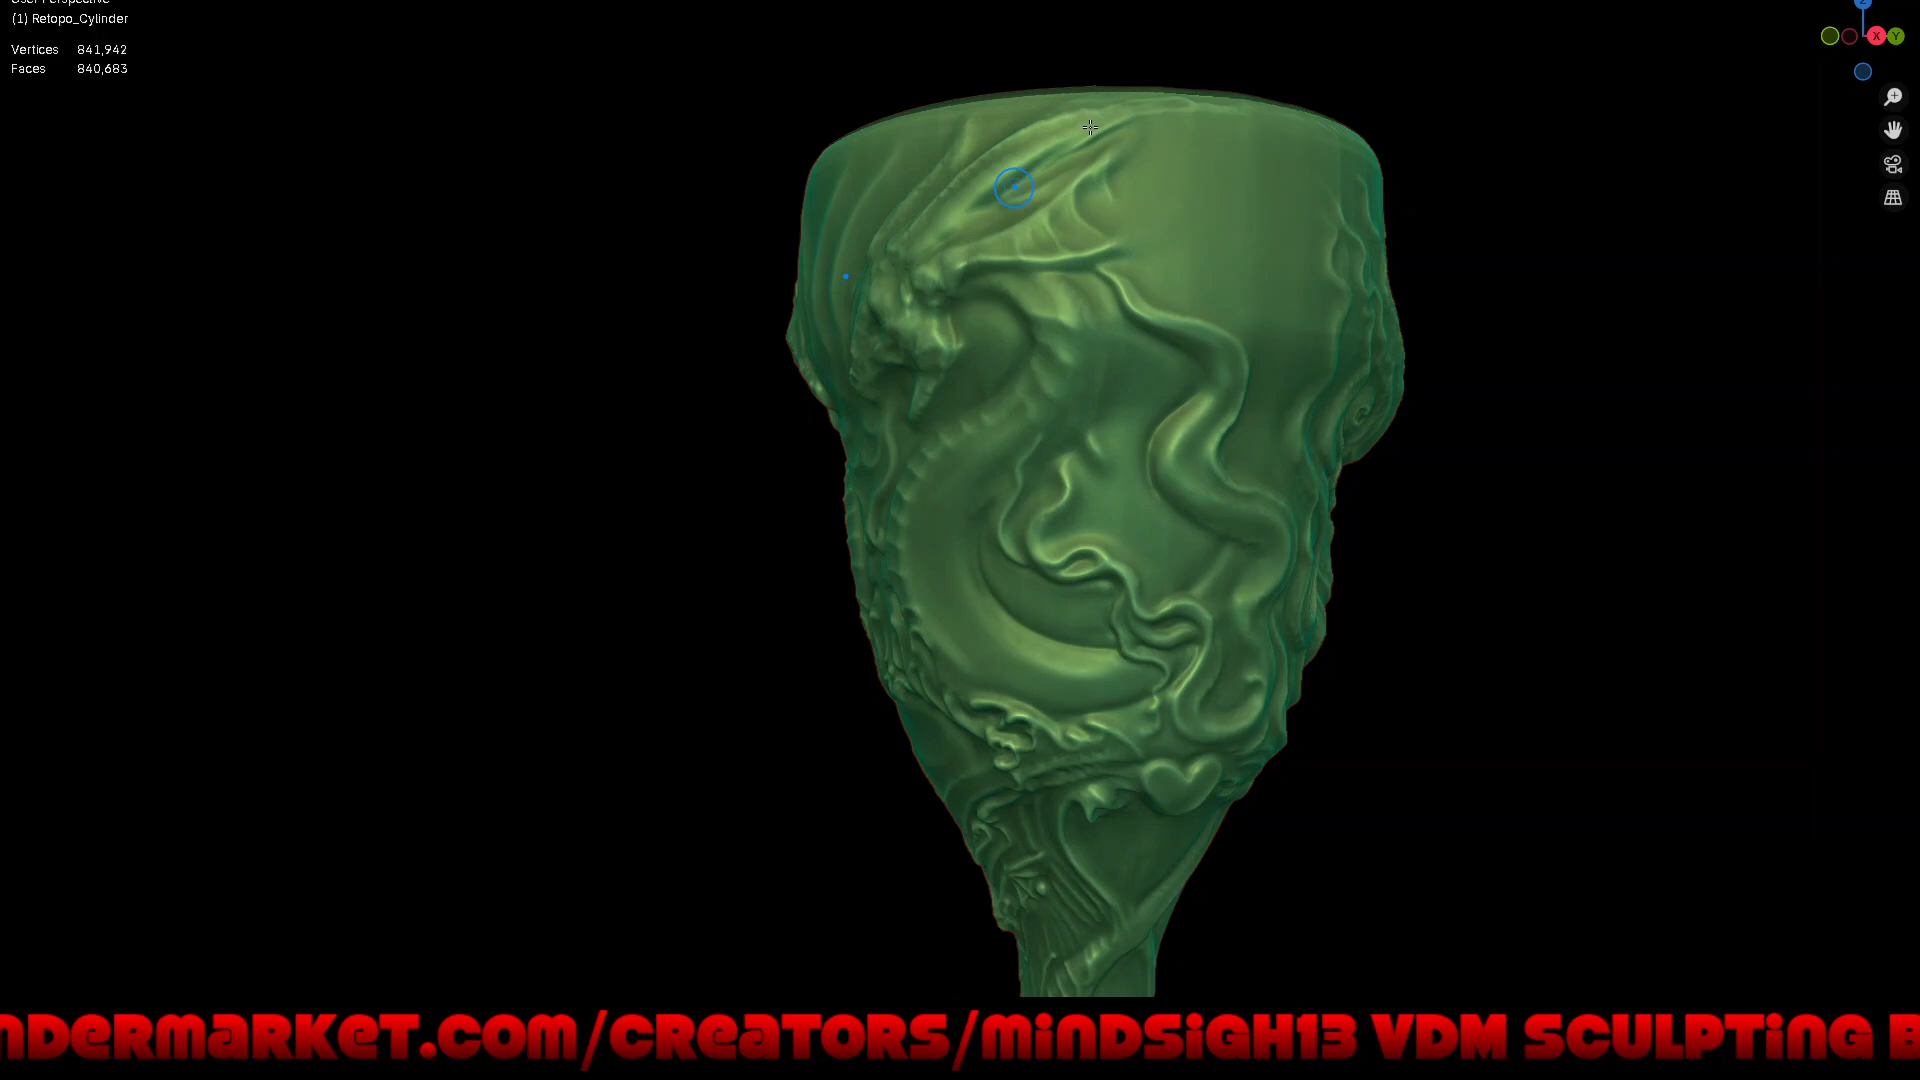 User Perspective
(1) Retopo_Cylinder
Vertices 841,942
Faces 840,683
Z
X Y
NDERMARKET.COM/CREATORS/MINDSIGH13 VDM SCULPTING B